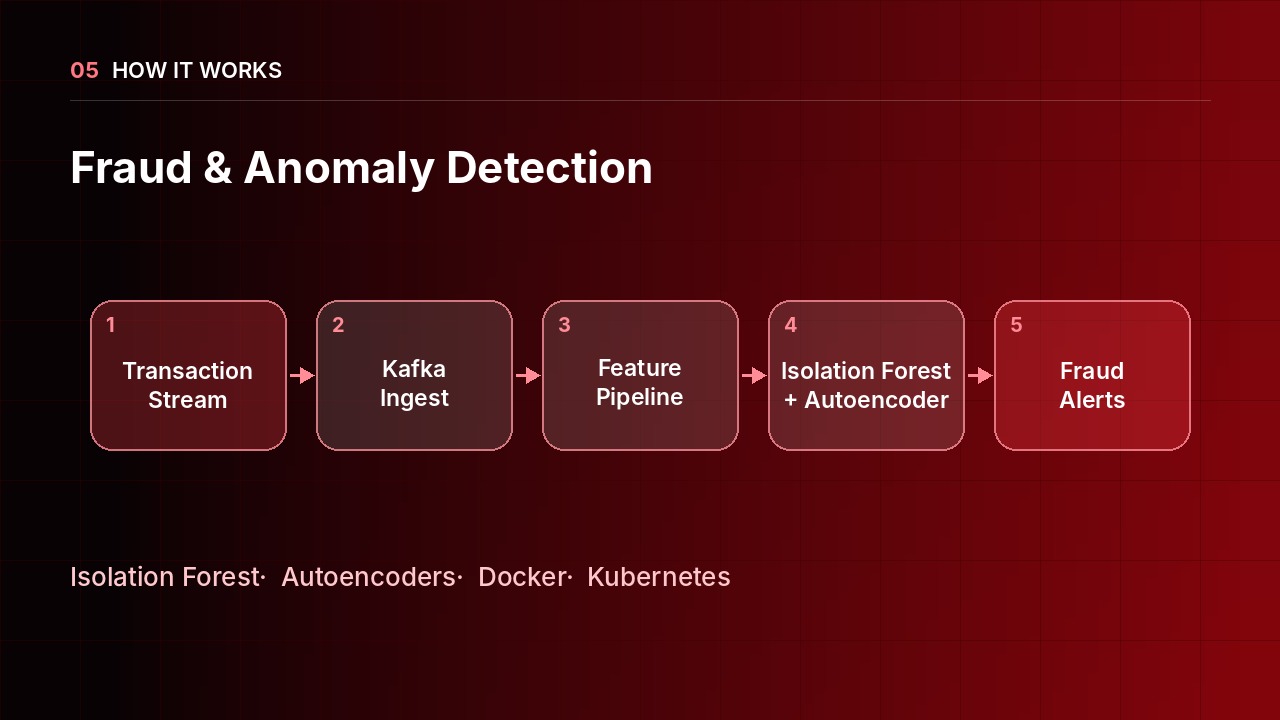 05 HOW IT WORKS
Fraud & Anomaly Detection
1
Transaction
Stream
2
Kafka
Ingest
3
Feature
Pipeline
4
Isolation Forest
+ Autoencoder
5
Fraud
Alerts
Isolation Forest· Autoencoders· Docker· Kubernetes